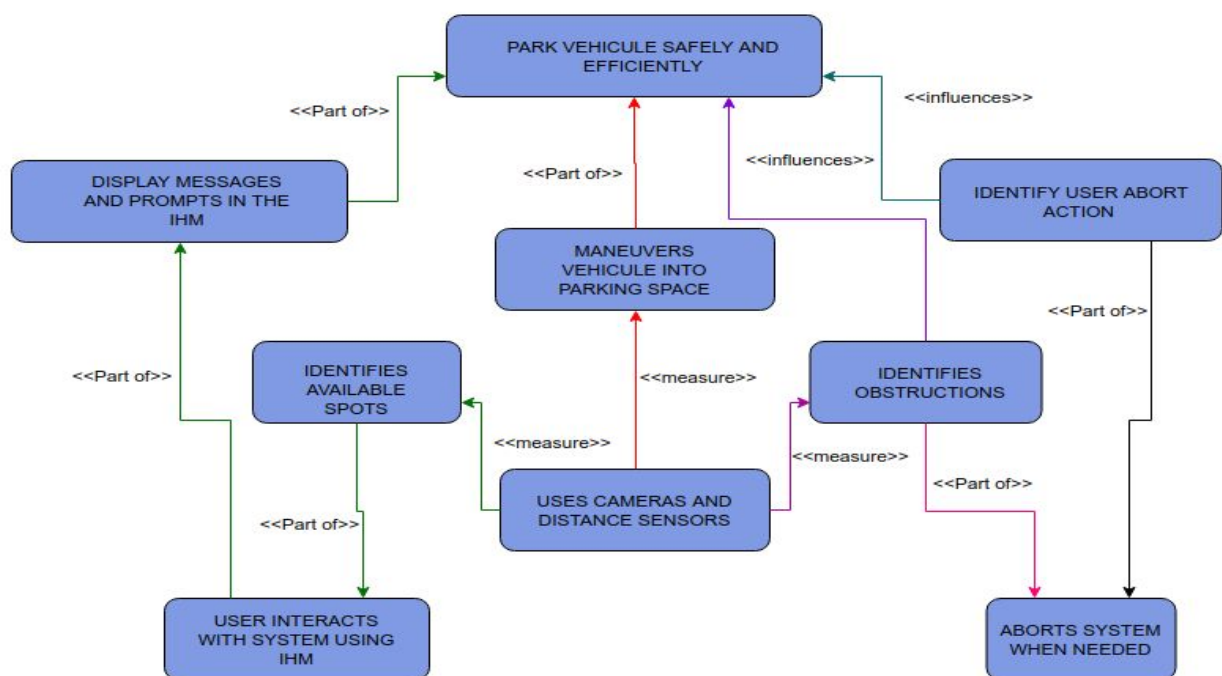 PARK VEHICULE SAFELY AND
EFFICIENTLY
<<Part of>>
<<influences>>
<<influences>>
<<Part of>>
DISPLAY MESSAGES
AND PROMPTS IN THE
IHM
IDENTIFY USER ABORT
ACTION
MANEUVERS
VEHICULE INTO
PARKING SPACE
<<Part of>>
<<Part of>>
IDENTIFIES
AVAILABLE
SPOTS
<<measure>>
IDENTIFIES
OBSTRUCTIONS
<<measure>>
<<measure>>
USES CAMERAS AND
DISTANCE SENSORS
<<Part of>>
<<Part of>>
USER INTERACTS
WITH SYSTEM USING
IHM
ABORTS SYSTEM
WHEN NEEDED